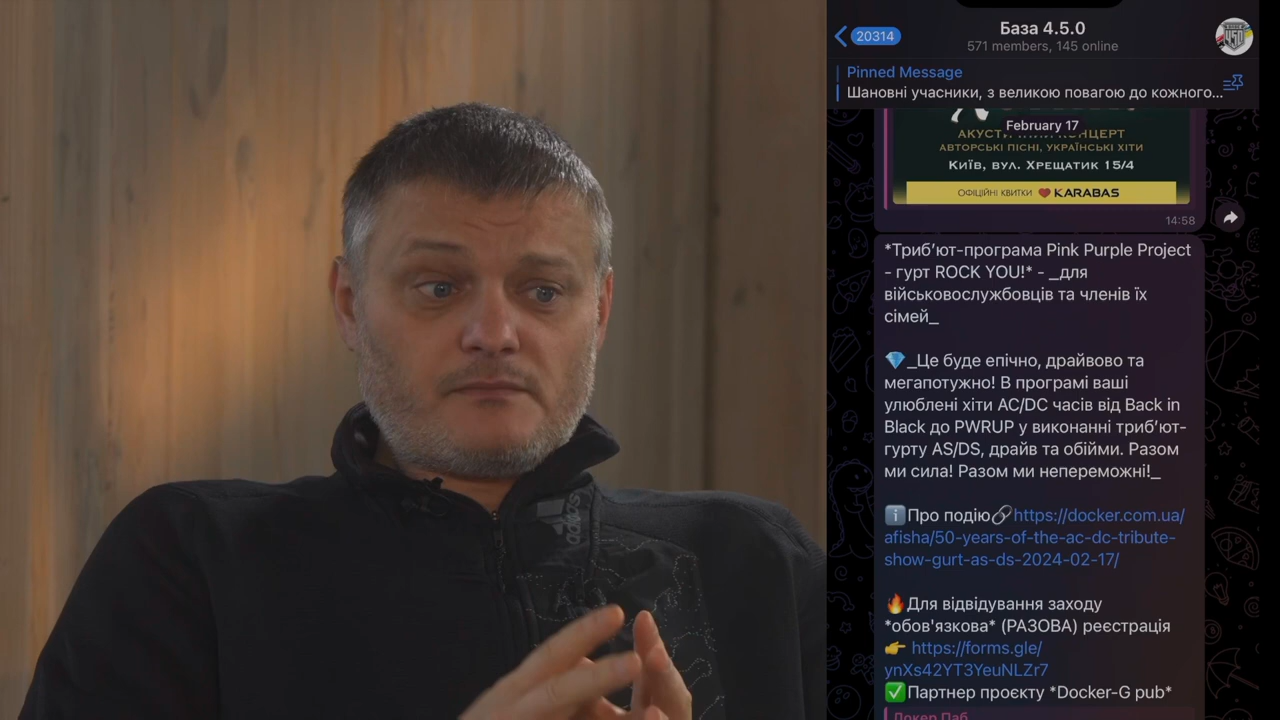 20314
База 4.5.0
571 members, 145 online
Pinned Message
Шановні учасники, з великою повагою до кожного...
February 17
АВТОРСЬКІ ПІСНІ, УКРАЇНСЬКІ ХІТИ
Київ, вул. Хрещатик 15/4
ОФІЦІЙНІ КВИТКИ ❤ KARABAS
14:58
*Триб’ют-програма Pink Purple Project
- гурт ROCK YOU!* - _для
військовослужбовців та членів їх
сімей_
💎_Це буде епічно, драйвово та
мегапотужно! В програмі ваші
улюблені хіти AC/DC часів від Back in
Black до PWRUP у виконанні триб’ют-
гурту AS/DS, драйв та обійми. Разом
ми сила! Разом ми непереможні!_
ℹ️Про подію🔗https://docker.com.ua/
afisha/50-years-of-the-ac-dc-tribute-
show-gurt-as-ds-2024-02-17/
🔥Для відвідування заходу
*обов'язкова* (РАЗОВА) реєстрація
👉 https://forms.gle/
ynXs42YT3YeuNLZr7
✅Партнер проєкту *Docker-G pub*
Докер Паб
adidas